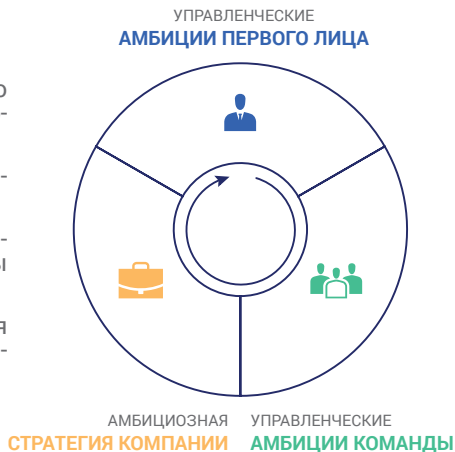 УПРАВЛЕНЧЕСКИЕ
АМБИЦИИ ПЕРВОГО ЛИЦА
АМБИЦИОЗНАЯ
СТРАТЕГИЯ КОМПАНИИ
УПРАВЛЕНЧЕСКИЕ
АМБИЦИИ КОМАНДЫ